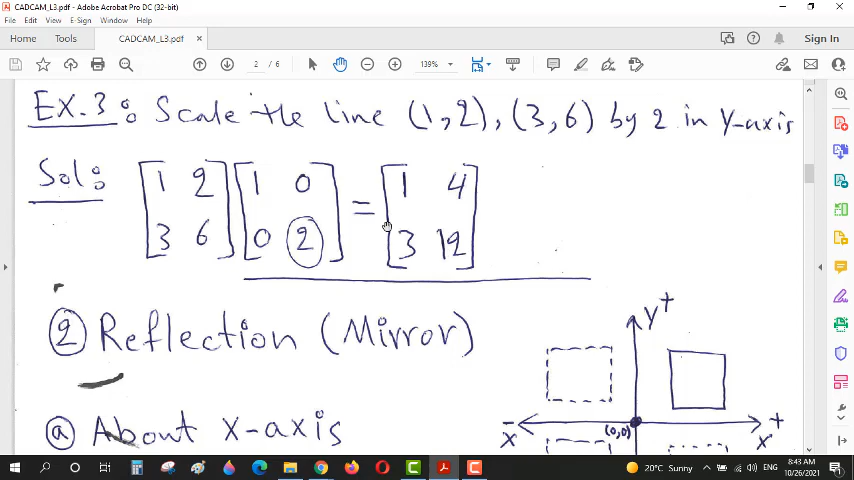 CADCAM_L3.pdf - Adobe Acrobat Pro DC (32-bit)
File Edit View E-Sign Window Help
Home Tools CADCAM_L3.pdf × Sign In
2 / 6 139%
EX.3: Scale the line (1,2), (3,6) by 2 in Y-axis
Sol: [1 2] [1 0] = [1 4]
[3 6] [0 2] [3 12]
② Reflection (Mirror)
Y+
ⓐ About X-axis
-X (0,0) X+
20°C Sunny ENG 8:43 AM
10/26/2021